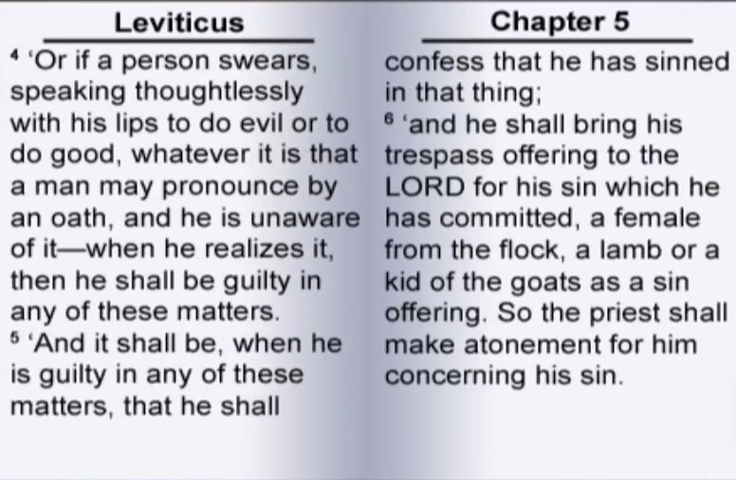 Leviticus
⁴ ‘Or if a person swears,
speaking thoughtlessly
with his lips to do evil or to
do good, whatever it is that
a man may pronounce by
an oath, and he is unaware
of it—when he realizes it,
then he shall be guilty in
any of these matters.
⁵ ‘And it shall be, when he
is guilty in any of these
matters, that he shall
Chapter 5
confess that he has sinned
in that thing;
⁶ ‘and he shall bring his
trespass offering to the
LORD for his sin which he
has committed, a female
from the flock, a lamb or a
kid of the goats as a sin
offering. So the priest shall
make atonement for him
concerning his sin.